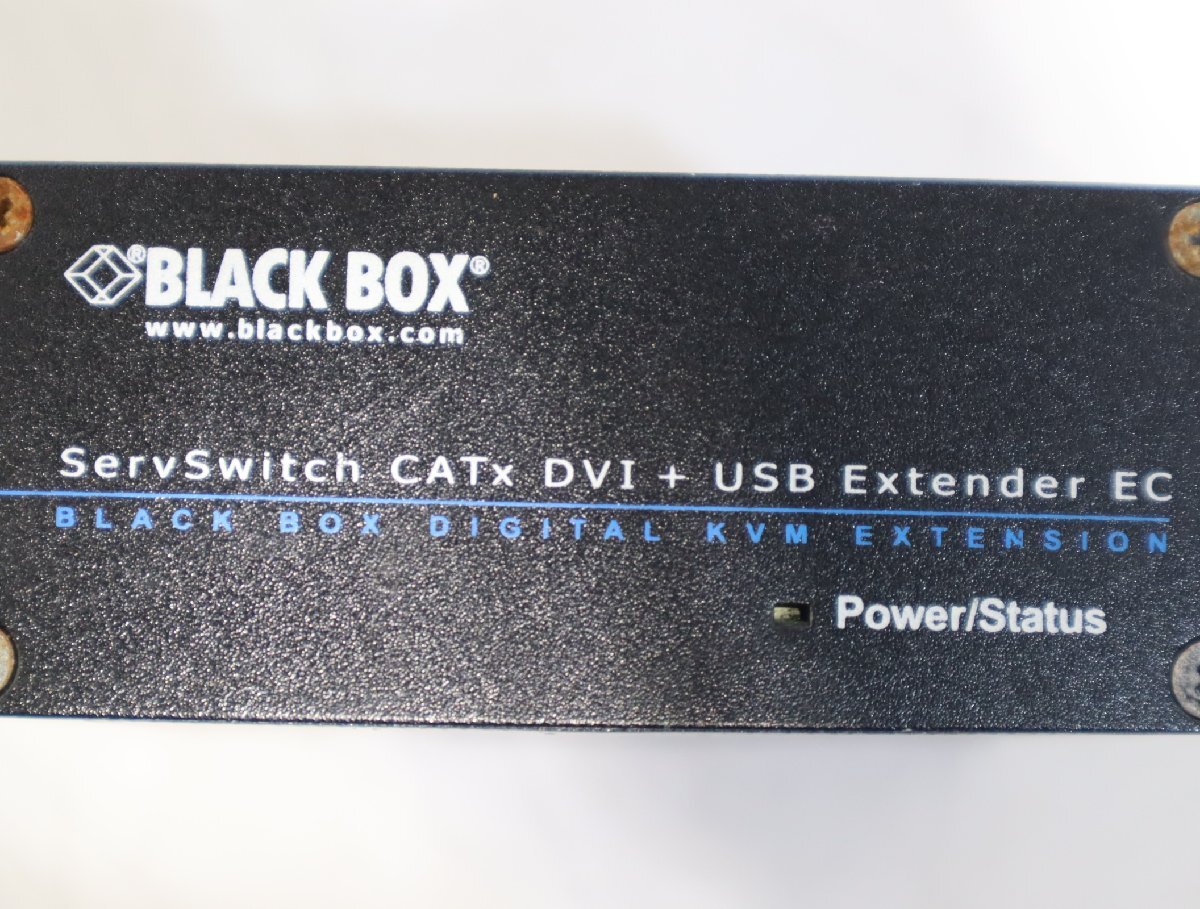 ® BLACK BOX®
www.blackbox.com
ServSwitch CATx DVI + USB Extender EC
BLACK BOX DIGITAL KVM EXTENSION
Power/Status